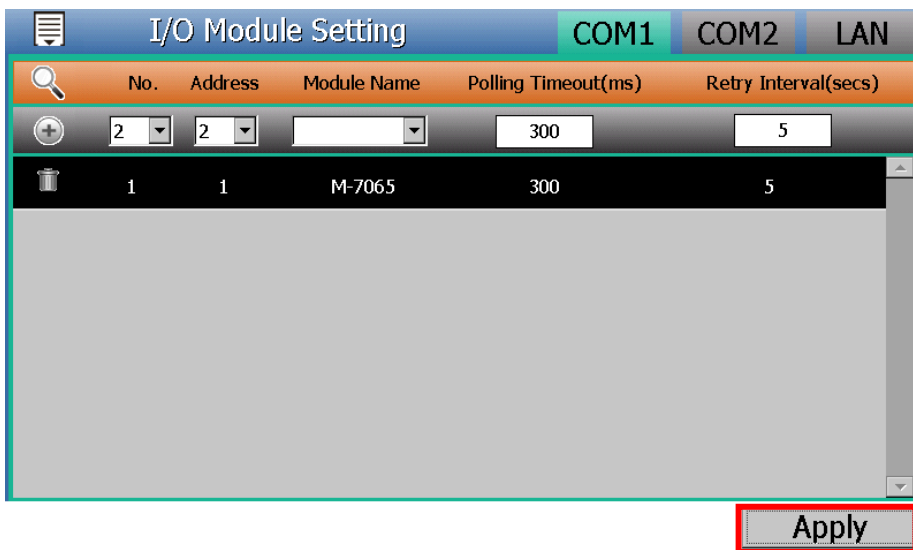 I/O Module Setting COM1 COM2 LAN
No. Address Module Name Polling Timeout(ms) Retry Interval(secs)
2 2 300 5
1 1 M-7065 300 5
Apply